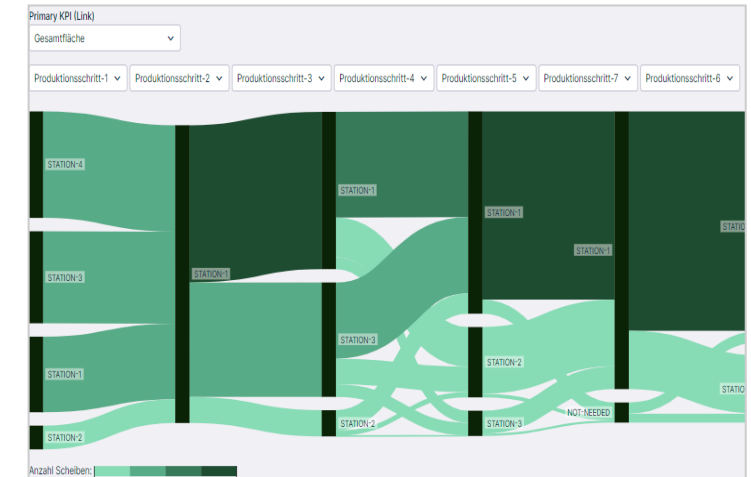 Primary KPI (Link)
Gesamtfläche
Produktionsschritt-1 Produktionsschritt-2 Produktionsschritt-3 Produktionsschritt-4 Produktionsschritt-5 Produktionsschritt-7 Produktionsschritt-6
STATION-4
STATION-1
STATION-1
STATIO
STATION-1
STATION-3
STATION-1
STATION-3
STATION-2
STATION-1
STATIO
NOT-NEEDED
STATION-2
STATION-2
STATION-3
Anzahl Scheiben: